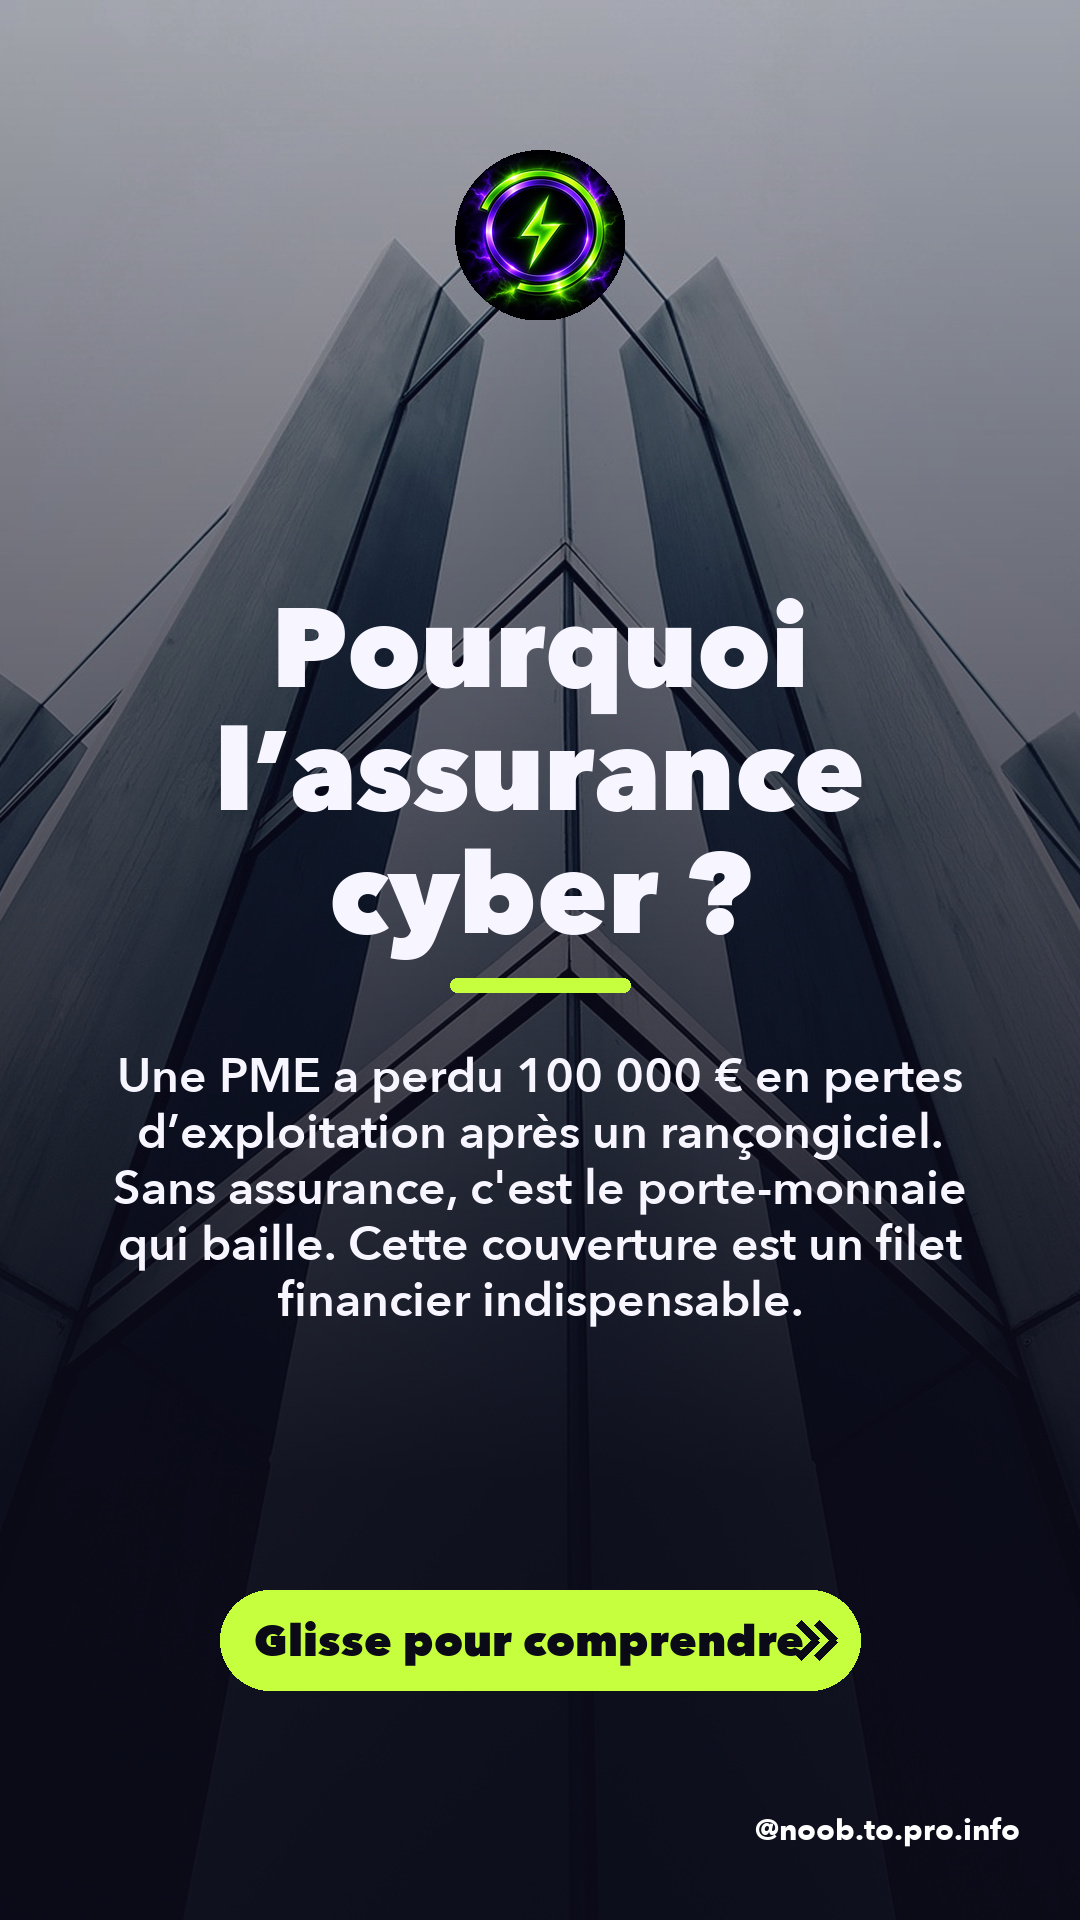 Pourquoi
l’assurance
cyber ?
Une PME a perdu 100 000 € en pertes
d’exploitation après un rançongiciel.
Sans assurance, c'est le porte-monnaie
qui baille. Cette couverture est un filet
financier indispensable.
Glisse pour comprendre
@noob.to.pro.info